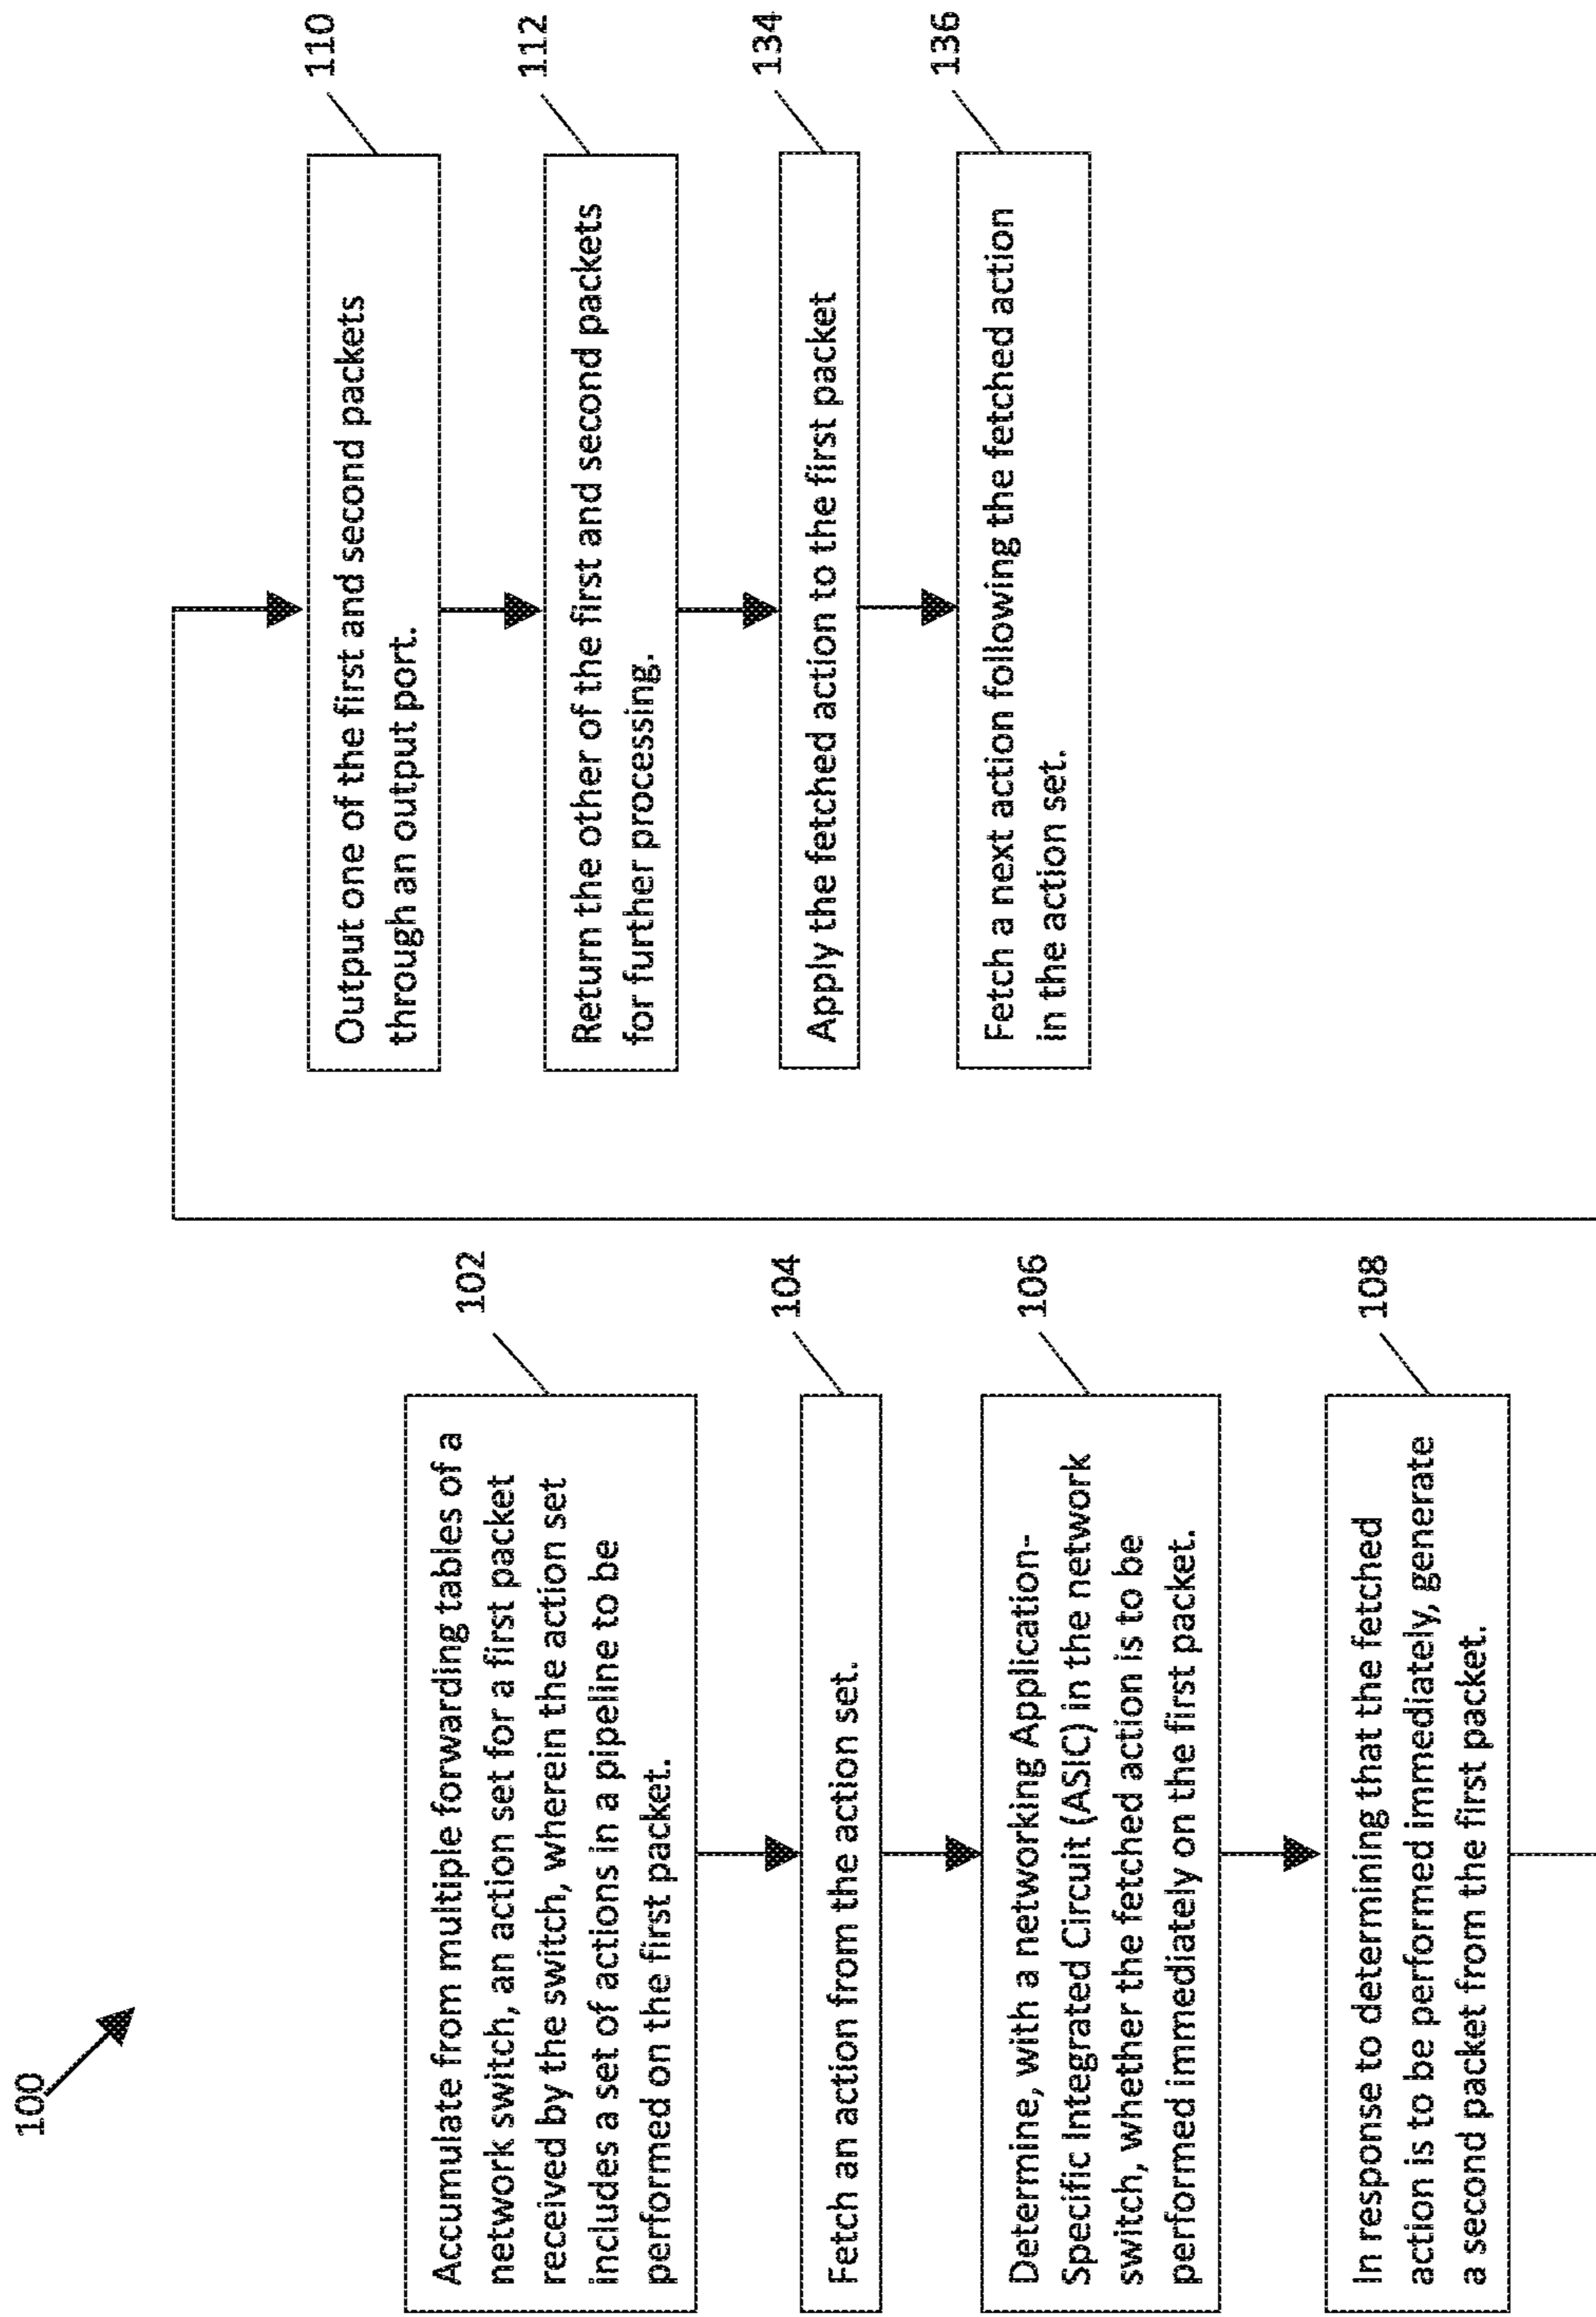 100
Accumulate from multiple forwarding tables of a
network switch, an action set for a first packet
received by the switch, wherein the action set
includes a set of actions in a pipeline to be
performed on the first packet.
102
Fetch an action from the action set.
104
Determine, with a networking Application-
Specific Integrated Circuit (ASIC) in the network
switch, whether the fetched action is to be
performed immediately on the first packet.
106
In response to determining that the fetched
action is to be performed immediately, generate
a second packet from the first packet.
108
Output one of the first and second packets
through an output port.
110
Return the other of the first and second packets
for further processing.
112
Apply the fetched action to the first packet
134
Fetch a next action following the fetched action
in the action set.
136